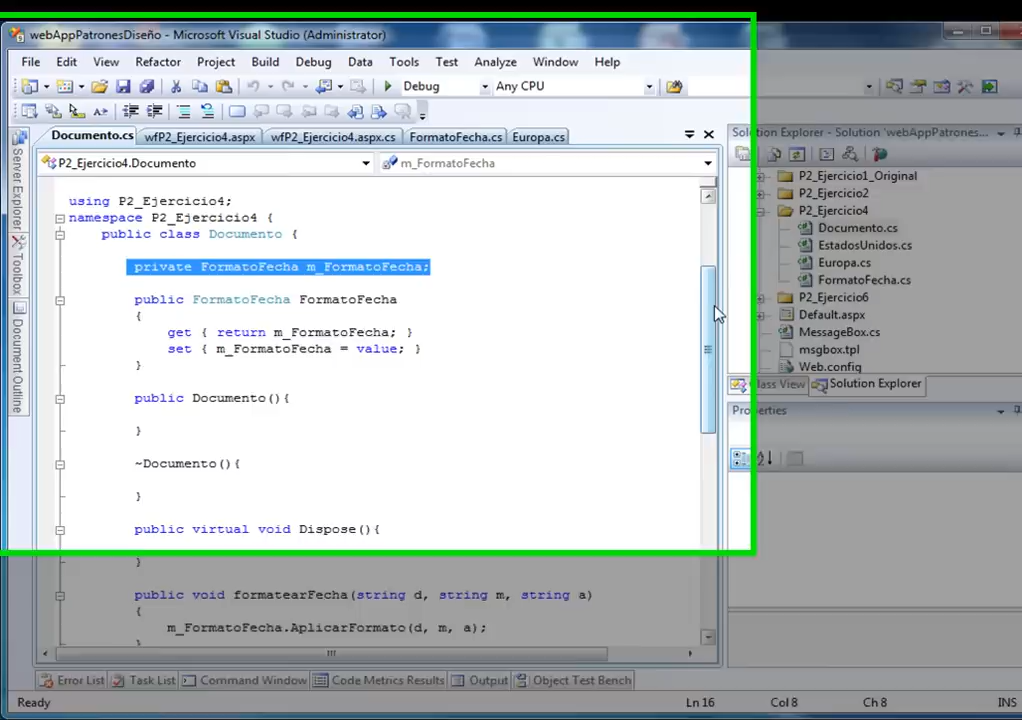 webAppPatronesDiseño - Microsoft Visual Studio (Administrator)
File Edit View Refactor Project Build Debug Data Tools Test Analyze Window Help
Debug Any CPU
Documento.cs wfP2_Ejercicio4.aspx wfP2_Ejercicio4.aspx.cs FormatoFecha.cs Europa.cs
P2_Ejercicio4.Documento m_FormatoFecha
Server Explorer
Toolbox
Document Outline
using P2_Ejercicio4;
namespace P2_Ejercicio4 {
public class Documento {
private FormatoFecha m_FormatoFecha;
public FormatoFecha FormatoFecha
{
get { return m_FormatoFecha; }
set { m_FormatoFecha = value; }
}
public Documento(){
}
~Documento(){
}
public virtual void Dispose(){
}
public void formatearFecha(string d, string m, string a)
{
m_FormatoFecha.AplicarFormato(d, m, a);
}
Solution Explorer - Solution 'webAppPatrones...
P2_Ejercicio1_Original
P2_Ejercicio2
P2_Ejercicio4
Documento.cs
EstadosUnidos.cs
Europa.cs
FormatoFecha.cs
P2_Ejercicio6
Default.aspx
MessageBox.cs
msgbox.tpl
Web.config
Class View Solution Explorer
Properties
Error List Task List Command Window Code Metrics Results Output Object Test Bench
Ready Ln 16 Col 8 Ch 8 INS